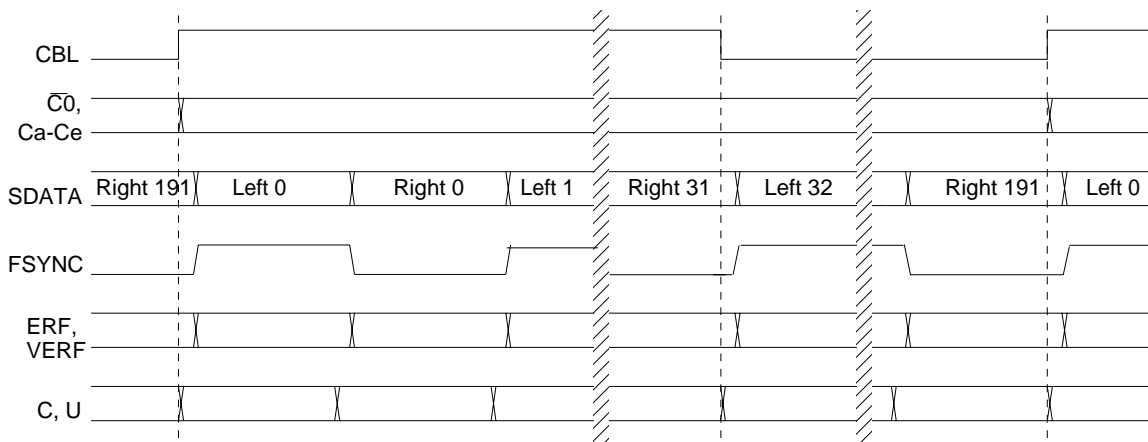 CBL
C̅0̅,
Ca-Ce
SDATA
Right 191
Left 0
Right 0
Left 1
Right 31
Left 32
Right 191
Left 0
FSYNC
ERF,
VERF
C, U